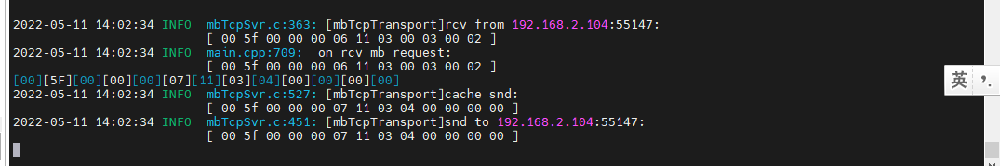 2022-05-11 14:02:34 INFO  mbTcpSvr.c:363: [mbTcpTransport]rcv from 192.168.2.104:55147:
[ 00 5f 00 00 00 06 11 03 00 03 00 02 ]
2022-05-11 14:02:34 INFO  main.cpp:709:  on rcv mb request:
[ 00 5f 00 00 00 06 11 03 00 03 00 02 ]
[00][5F][00][00][00][07][11][03][04][00][00][00][00]
2022-05-11 14:02:34 INFO  mbTcpSvr.c:527: [mbTcpTransport]cache snd:
[ 00 5f 00 00 00 07 11 03 04 00 00 00 00 ]
2022-05-11 14:02:34 INFO  mbTcpSvr.c:451: [mbTcpTransport]snd to 192.168.2.104:55147:
[ 00 5f 00 00 00 07 11 03 04 00 00 00 00 ]
英 ’,